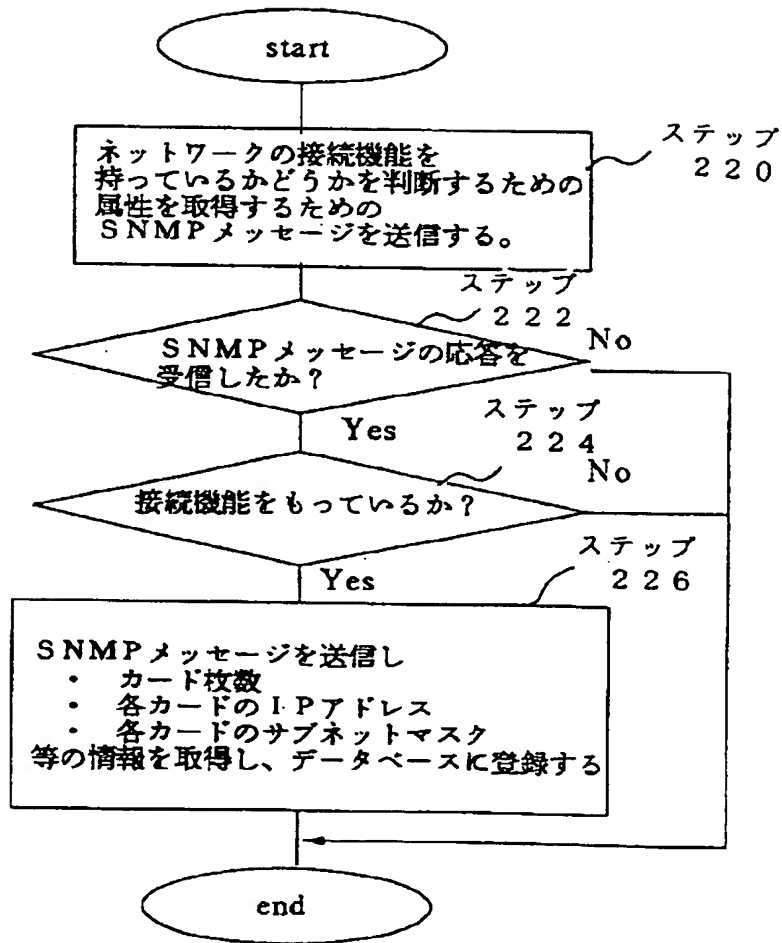 start
ネットワークの接続機能を
持っているかどうかを判断するための
属性を取得するための
SNMPメッセージを送信する。
ステップ
220
ステップ
222
SNMPメッセージの応答を
受信したか?
No
Yes
ステップ
224
接続機能をもっているか?
No
Yes
ステップ
226
SNMPメッセージを送信し
・ カード枚数
・ 各カードのIPアドレス
・ 各カードのサブネットマスク
等の情報を取得し、データベースに登録する
end